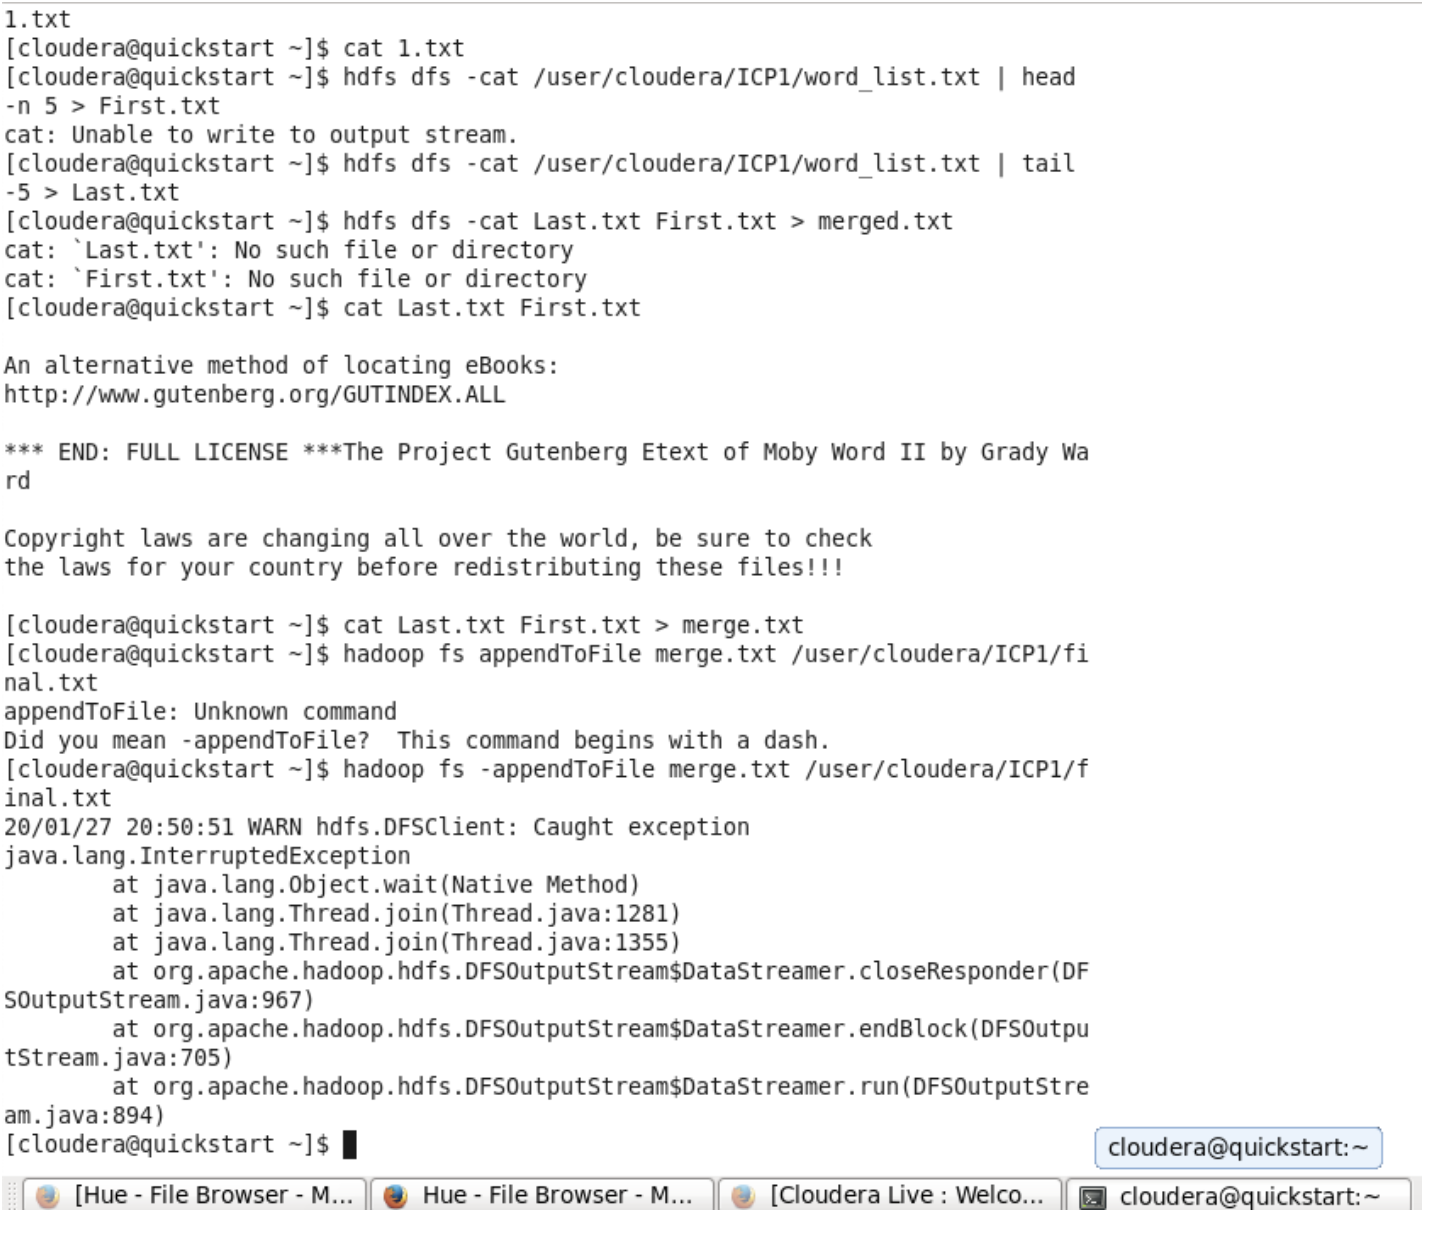 1.txt
[cloudera@quickstart ~]$ cat 1.txt
[cloudera@quickstart ~]$ hdfs dfs -cat /user/cloudera/ICP1/word_list.txt | head
-n 5 > First.txt
cat: Unable to write to output stream.
[cloudera@quickstart ~]$ hdfs dfs -cat /user/cloudera/ICP1/word_list.txt | tail
-5 > Last.txt
[cloudera@quickstart ~]$ hdfs dfs -cat Last.txt First.txt > merged.txt
cat: `Last.txt': No such file or directory
cat: `First.txt': No such file or directory
[cloudera@quickstart ~]$ cat Last.txt First.txt
An alternative method of locating eBooks:
http://www.gutenberg.org/GUTINDEX.ALL
*** END: FULL LICENSE ***The Project Gutenberg Etext of Moby Word II by Grady Wa
rd
Copyright laws are changing all over the world, be sure to check
the laws for your country before redistributing these files!!!
[cloudera@quickstart ~]$ cat Last.txt First.txt > merge.txt
[cloudera@quickstart ~]$ hadoop fs appendToFile merge.txt /user/cloudera/ICP1/fi
nal.txt
appendToFile: Unknown command
Did you mean -appendToFile?  This command begins with a dash.
[cloudera@quickstart ~]$ hadoop fs -appendToFile merge.txt /user/cloudera/ICP1/f
inal.txt
20/01/27 20:50:51 WARN hdfs.DFSClient: Caught exception
java.lang.InterruptedException
        at java.lang.Object.wait(Native Method)
        at java.lang.Thread.join(Thread.java:1281)
        at java.lang.Thread.join(Thread.java:1355)
        at org.apache.hadoop.hdfs.DFSOutputStream$DataStreamer.closeResponder(DF
SOutputStream.java:967)
        at org.apache.hadoop.hdfs.DFSOutputStream$DataStreamer.endBlock(DFSOutpu
tStream.java:705)
        at org.apache.hadoop.hdfs.DFSOutputStream$DataStreamer.run(DFSOutputStre
am.java:894)
[cloudera@quickstart ~]$
cloudera@quickstart:~
[Hue - File Browser - M...
Hue - File Browser - M...
[Cloudera Live : Welco...
cloudera@quickstart:~